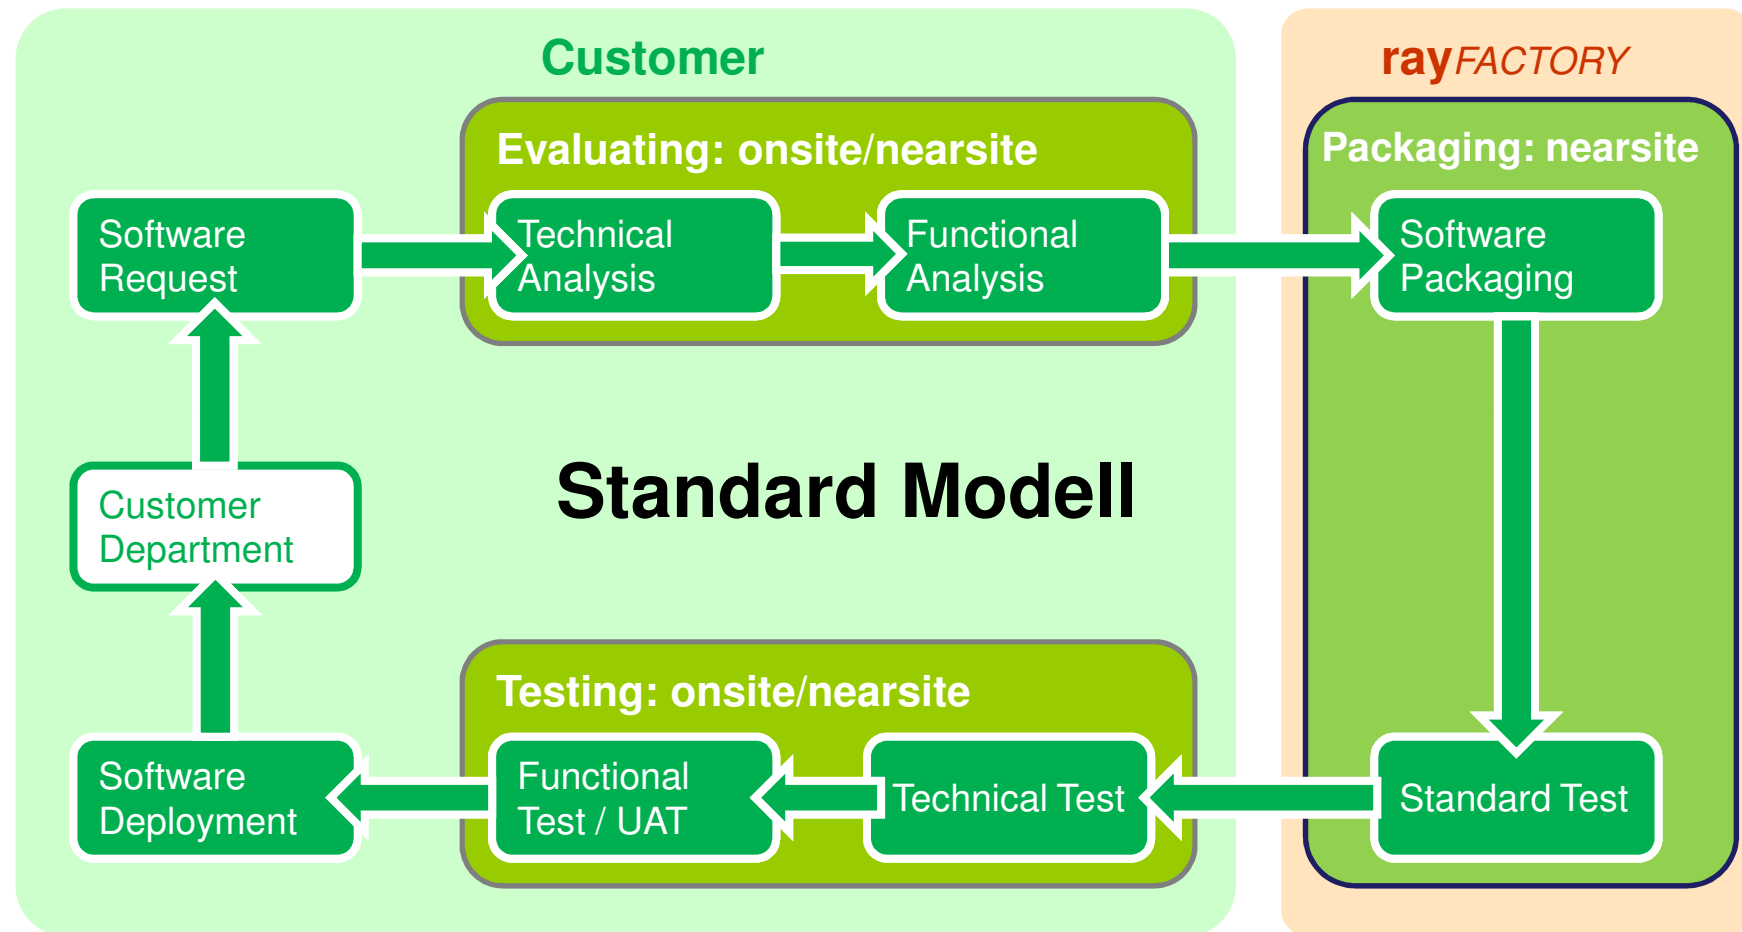 Customer
rayFACTORY
Evaluating: onsite/nearsite
Packaging: nearsite
Software
Request
Technical
Analysis
Functional
Analysis
Software
Packaging
Standard Modell
Customer
Department
Testing: onsite/nearsite
Software
Deployment
Functional
Test / UAT
Technical Test
Standard Test